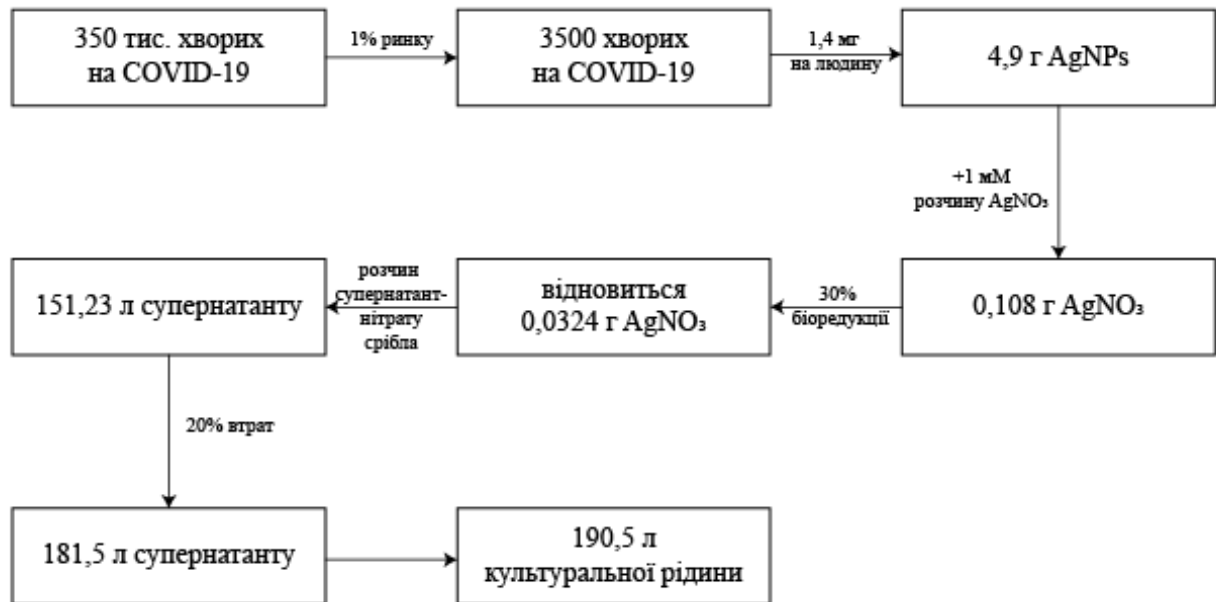 350 тис. хворих
на COVID-19
1% ринку
3500 хворих
на COVID-19
1,4 мг
на людину
4,9 г AgNPs
+1 мМ
розчину AgNO₃
0,108 г AgNO₃
30%
біоредукції
відновиться
0,0324 г AgNO₃
розчин
супернатант-
нітрату
срібла
151,23 л супернатанту
20% втрат
181,5 л супернатанту
190,5 л
культуральної рідини